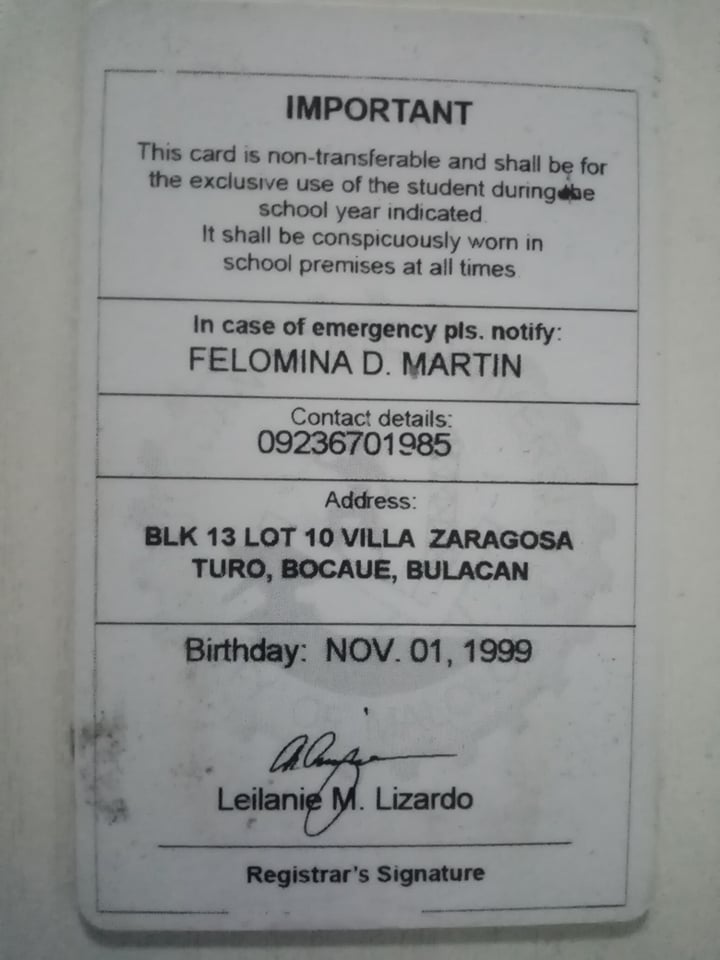 IMPORTANT
This card is non-transferable and shall be for
the exclusive use of the student during the
school year indicated.
It shall be conspicuously worn in
school premises at all times
In case of emergency pls. notify:
FELOMINA D. MARTIN
Contact details:
09236701985
Address:
BLK 13 LOT 10 VILLA ZARAGOSA
TURO, BOCAUE, BULACAN
Birthday: NOV. 01, 1999
Leilanie M. Lizardo
Registrar's Signature